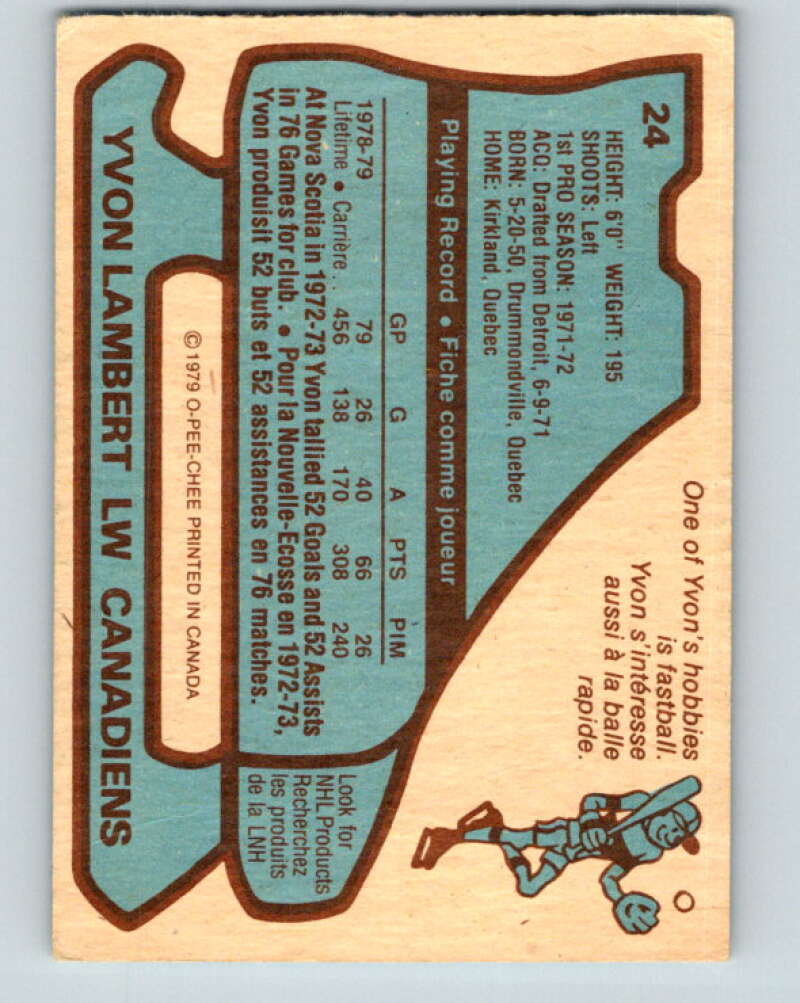 24
HEIGHT: 6'0" WEIGHT: 195
SHOOTS: Left
1st PRO SEASON: 1971-72
ACQ: Drafted from Detroit, 6-9-71
BORN: 5-20-50, Drummondville, Quebec
HOME: Kirkland, Quebec
One of Yvon's hobbies
is fastball.
Yvon s'intéresse
aussi à la balle
rapide.
Playing Record • Fiche comme joueur
GP G A PTS PIM
1978-79 79 26 40 66 26
Lifetime • Carrière. . 456 138 170 308 240
At Nova Scotia in 1972-73 Yvon tallied 52 Goals and 52 Assists
in 76 Games for club. • Pour la Nouvelle-Ecosse en 1972-73,
Yvon produisit 52 buts et 52 assistances en 76 matches.
Look for
NHL Products
Recherchez
les produits
de la LNH
©1979 O-PEE-CHEE PRINTED IN CANADA
YVON LAMBERT LW CANADIENS